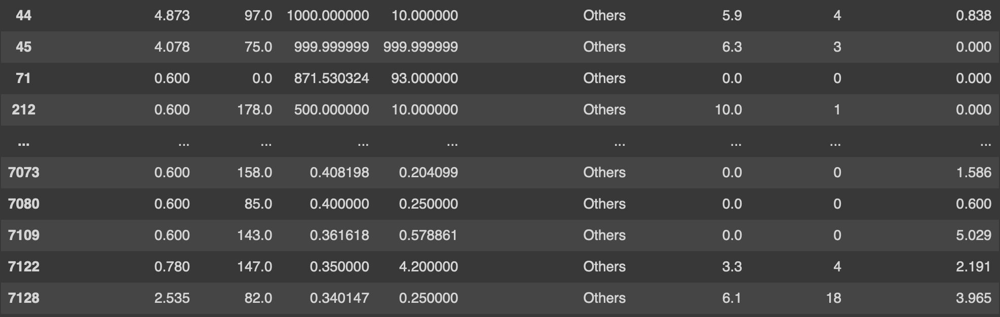 44 4.873 97.0 1000.000000 10.000000 Others 5.9 4 0.838
45 4.078 75.0 999.999999 999.999999 Others 6.3 3 0.000
71 0.600 0.0 871.530324 93.000000 Others 0.0 0 0.000
212 0.600 178.0 500.000000 10.000000 Others 10.0 1 0.000
... ... ... ... ... ... ... ... ...
7073 0.600 158.0 0.408198 0.204099 Others 0.0 0 1.586
7080 0.600 85.0 0.400000 0.250000 Others 0.0 0 0.600
7109 0.600 143.0 0.361618 0.578861 Others 0.0 0 5.029
7122 0.780 147.0 0.350000 4.200000 Others 3.3 4 2.191
7128 2.535 82.0 0.340147 0.250000 Others 6.1 18 3.965